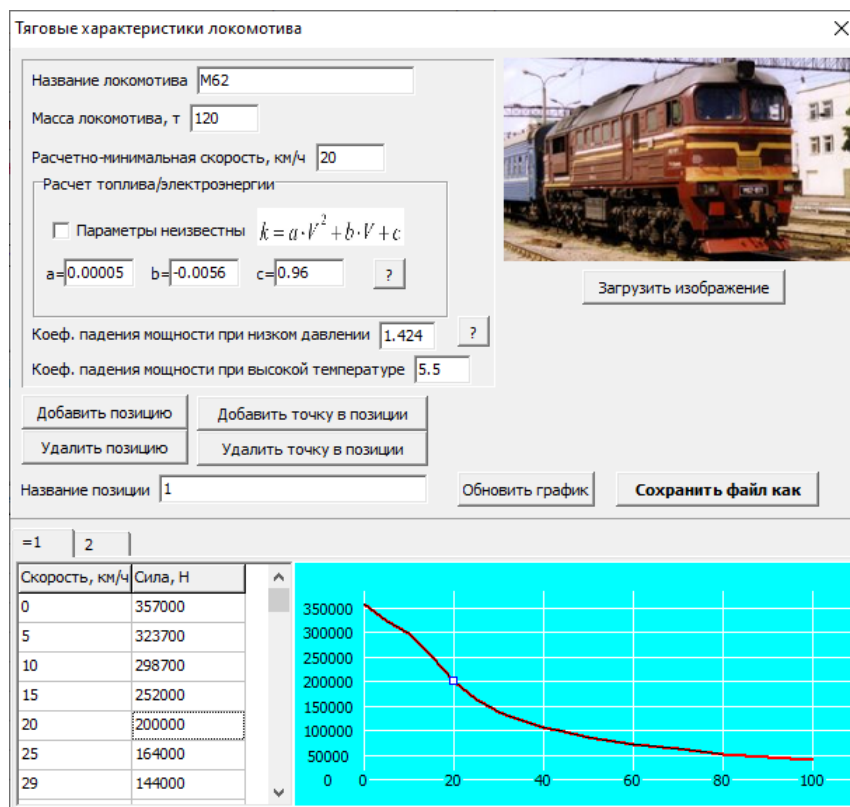 Тяговые характеристики локомотива
Название локомотива M62
Масса локомотива, т 120
Расчетно-минимальная скорость, км/ч 20
Расчет топлива/электроэнергии
Параметры неизвестны k=a·V²+b·V+c
a= 0.00005 b= -0.0056 c= 0.96 ?
Загрузить изображение
Коеф. падения мощности при низком давлении 1.424 ?
Коеф. падения мощности при высокой температуре 5.5
Добавить позицию Добавить точку в позиции
Удалить позицию Удалить точку в позиции
Название позиции 1 Обновить график Сохранить файл как
=1 2
Скорость, км/ч Сила, Н
0 357000
5 323700
10 298700
15 252000
20 200000
25 164000
29 144000
350000
300000
250000
200000
150000
100000
50000
0 0 20 40 60 80 100